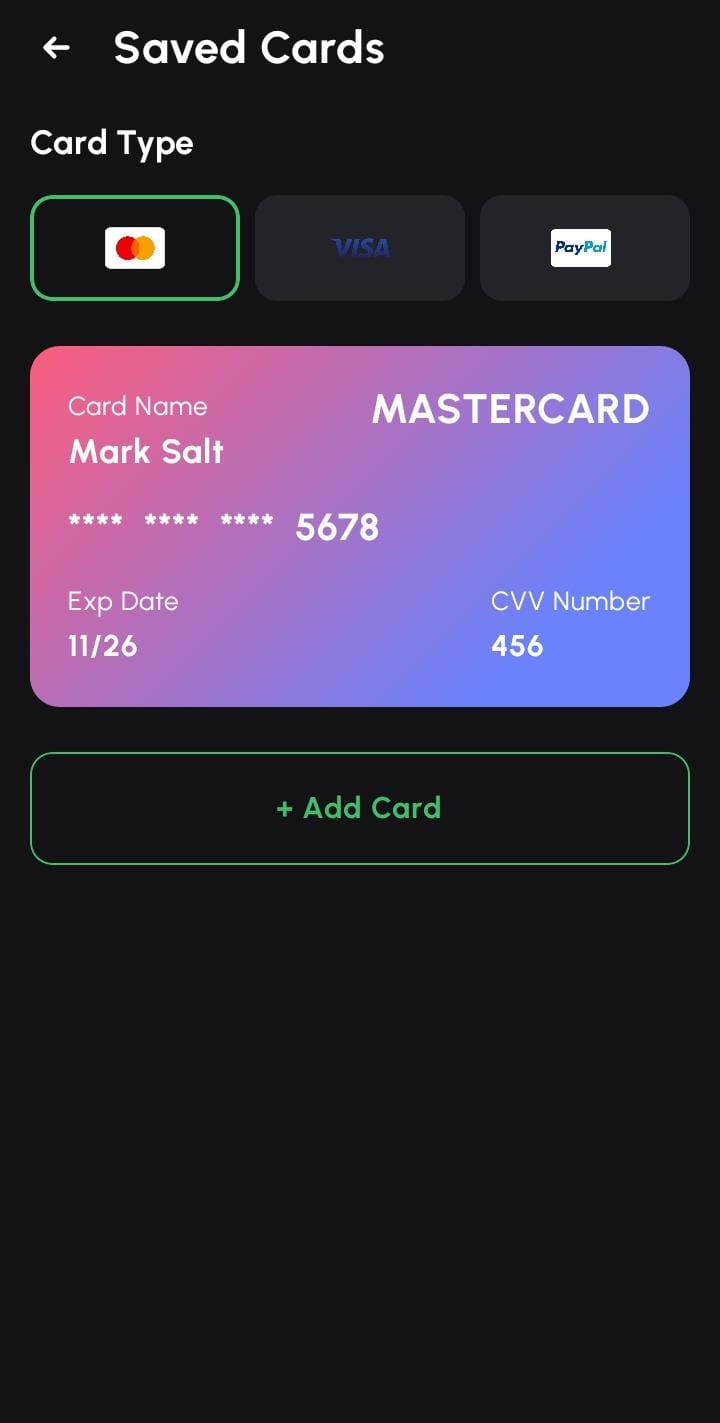 Saved Cards
Card Type
VISA
PayPal
Card Name
MASTERCARD
Mark Salt
**** **** **** 5678
Exp Date
CVV Number
11/26
456
+ Add Card